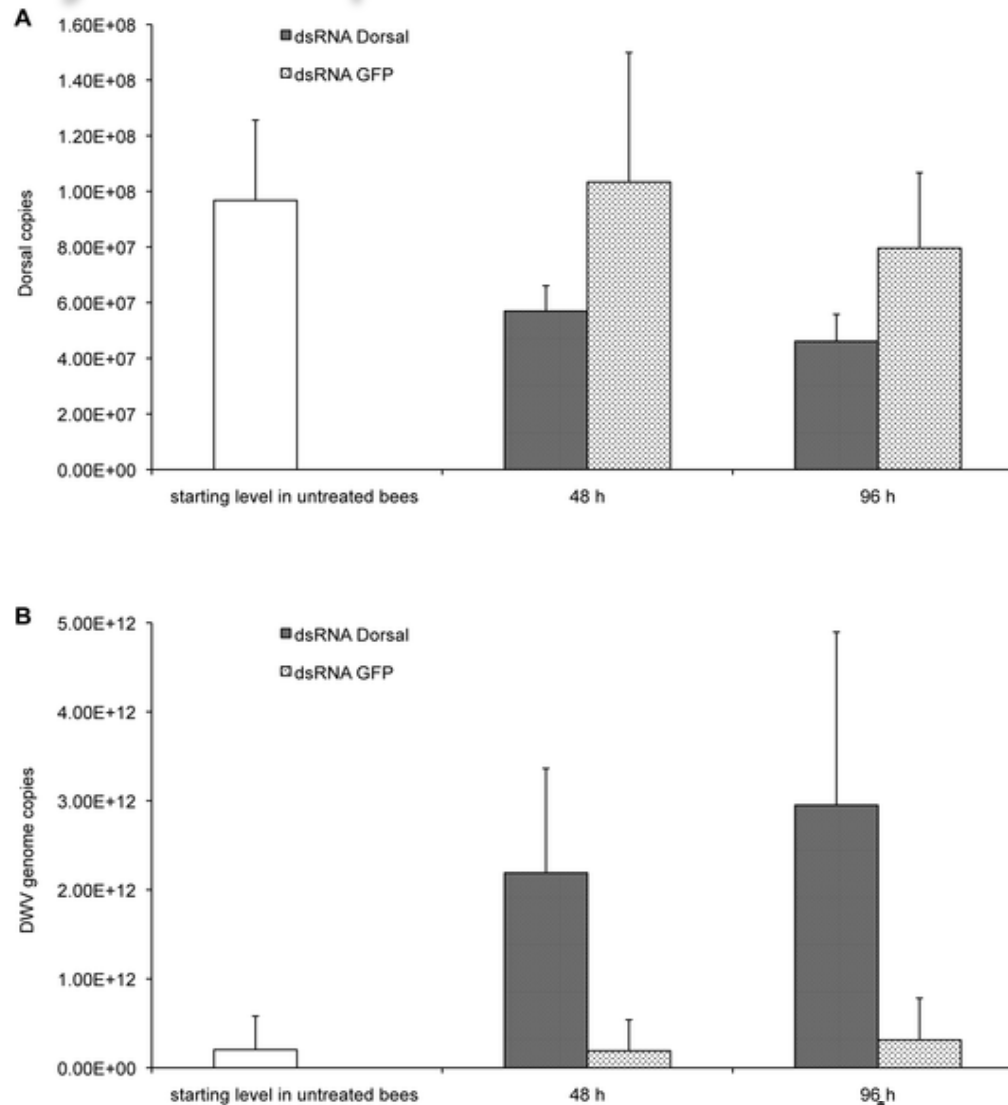 A
1.60E+08
dsRNA Dorsal
1.40E+08
dsRNA GFP
1.20E+08
1.00E+08
Dorsal copies
8.00E+07
6.00E+07
4.00E+07
2.00E+07
0.00E+00
starting level in untreated bees 48 h 96 h
B
5.00E+12
dsRNA Dorsal
dsRNA GFP
4.00E+12
3.00E+12
DWV genome copies
2.00E+12
1.00E+12
0.00E+00
starting level in untreated bees 48 h 96 h